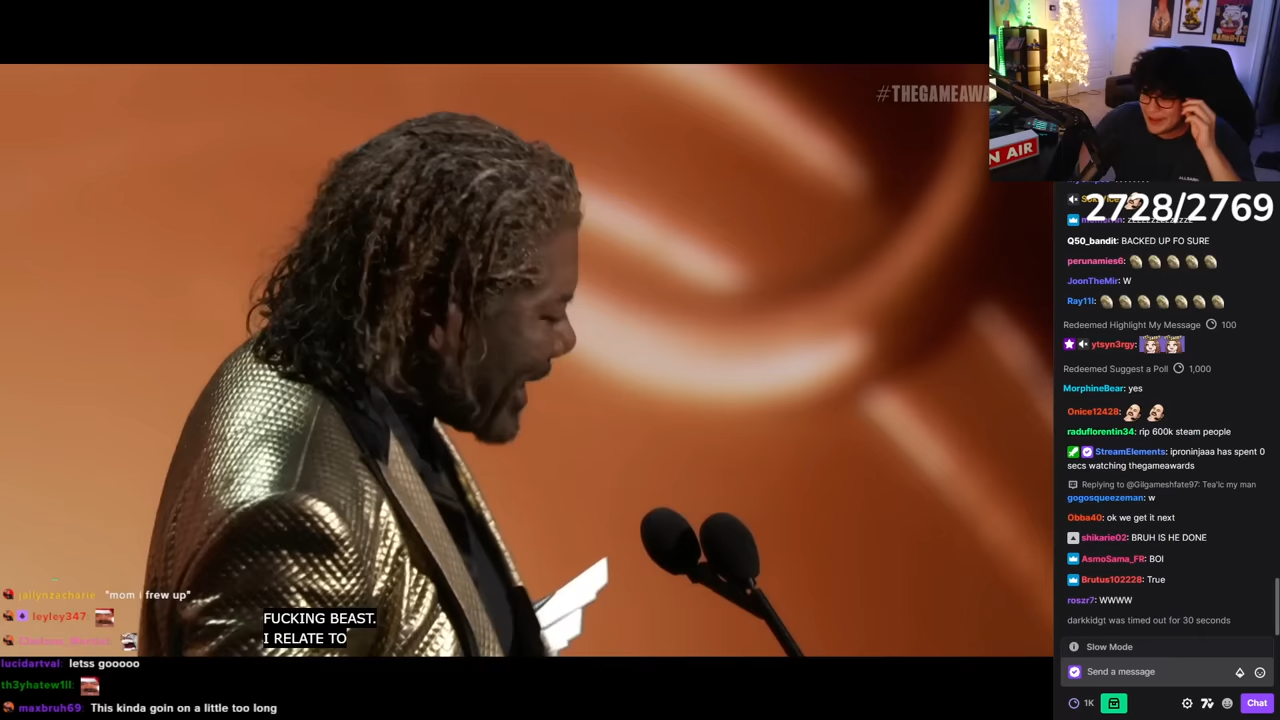 #THEGAMEAWA
N AIR
2728/2769
Q50_bandit: BACKED UP FO SURE
perunamies6:
JoonTheMir: W
Ray11l:
Redeemed Highlight My Message 100
ytsyn3rgy:
Redeemed Suggest a Poll 1,000
MorphineBear: yes
Onice12428:
raduflorentin34: rip 600k steam people
StreamElements: iproninjaaa has spent 0
secs watching thegameawards
Replying to @Gilgameshfate97: Tea'lc my man
gogosqueezeman: w
Obba40: ok we get it next
shikarie02: BRUH IS HE DONE
AsmoSama_FR: BOI
Brutus102228: True
roszr7: WWWW
darkkidgt was timed out for 30 seconds
Slow Mode
Send a message
1K
Chat
jailynzacharie "mom i frew up"
leyley347
FUCKING BEAST.
I RELATE TO
lucidartval: letss gooooo
th3yhatew1ll:
maxbruh69: This kinda goin on a little too long